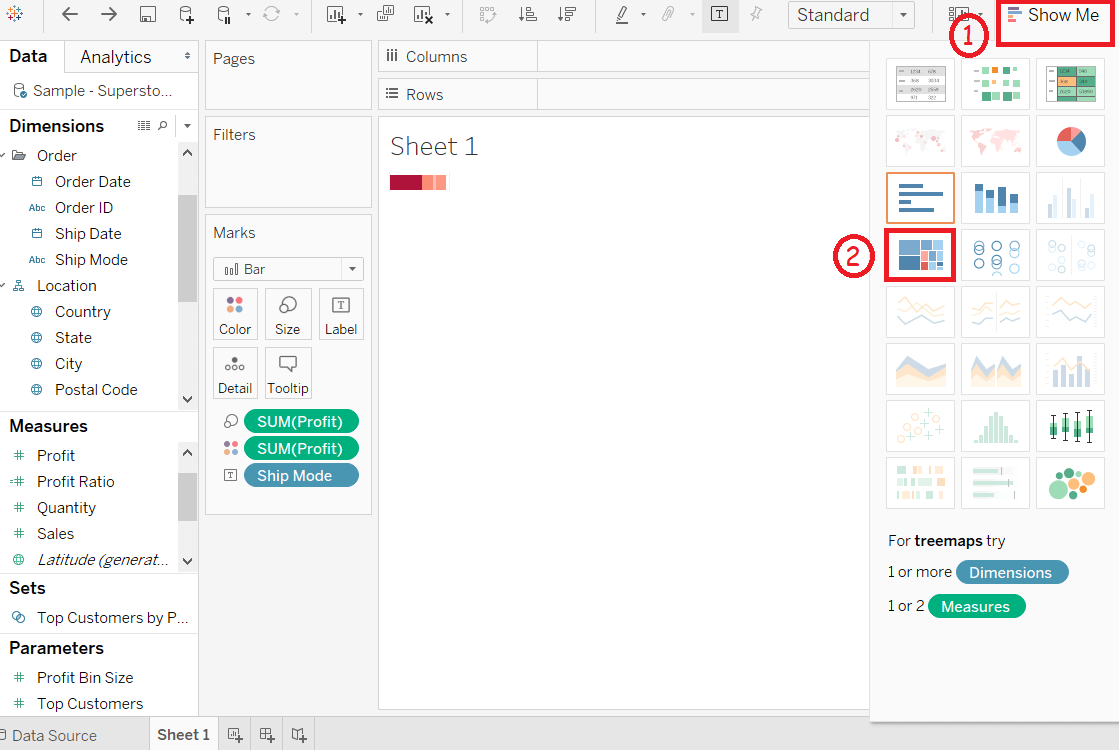 Standard
Show Me
1
Data
Analytics
Sample - Supersto...
Dimensions
Order
Order Date
Abc Order ID
Ship Date
Abc Ship Mode
Location
Country
State
City
Postal Code
Measures
Profit
Profit Ratio
Quantity
Sales
Latitude (generat...
Sets
Top Customers by P...
Parameters
Profit Bin Size
Top Customers
Pages
Filters
Marks
Bar
Color
Size
T
Label
Detail
Tooltip
SUM(Profit)
SUM(Profit)
T Ship Mode
Columns
Rows
Sheet 1
2
For treemaps try
1 or more Dimensions
1 or 2 Measures
Data Source
Sheet 1